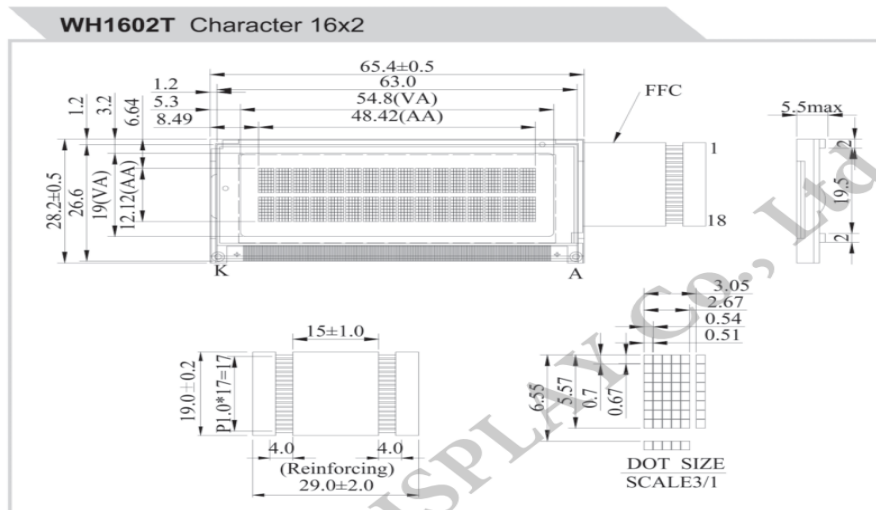 WH1602T Character 16x2
65.4±0.5
63.0
54.8(VA)
48.42(AA)
1.2
5.3
8.49
1.2
3.2
6.64
28.2±0.5
26.6
19(VA)
12.12(AA)
FFC
1
18
K
A
5.5max
2
19.5
2
15±1.0
19.0±0.2
P1.0*17=17
4.0
4.0
(Reinforcing)
29.0±2.0
3.05
2.67
0.54
0.51
6.55
5.57
0.7
0.67
DOT SIZE
SCALE3/1
ISPLAY Co., Ltd